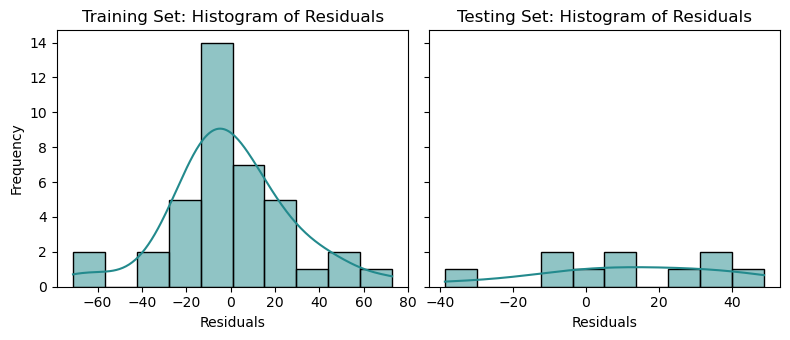 Training Set: Histogram of Residuals
Testing Set: Histogram of Residuals
Frequency
14
12
10
8
6
4
2
0
−60 −40 −20 0 20 40 60 80
−40 −20 0 20 40
Residuals
Residuals